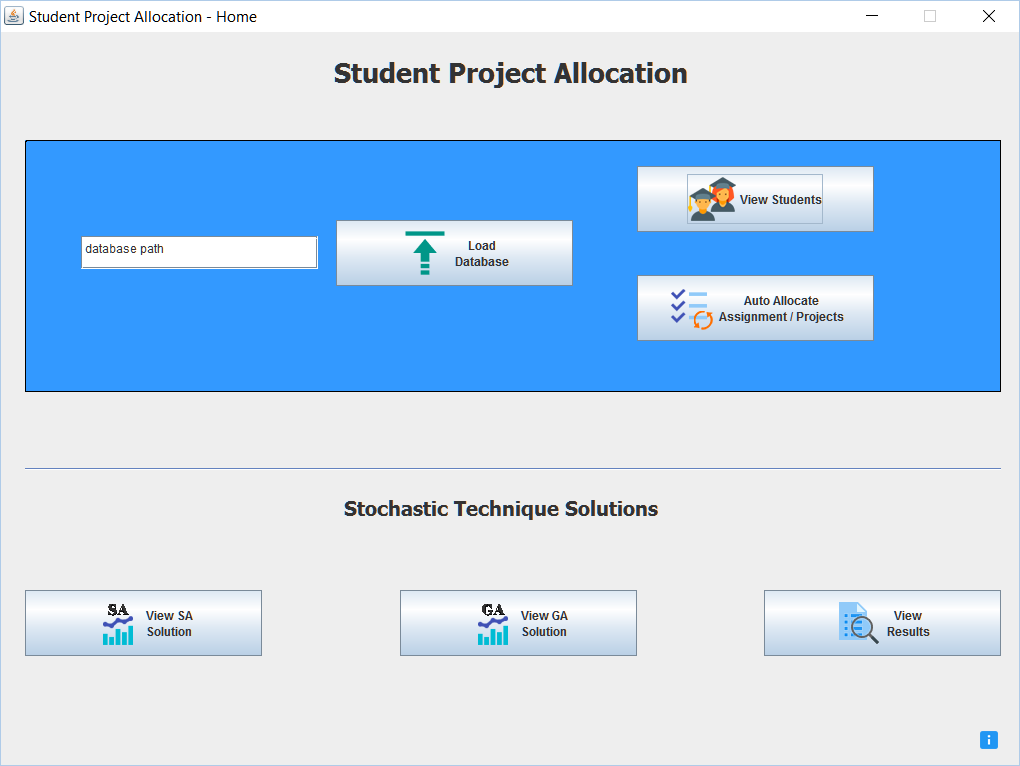 Student Project Allocation - Home
Student Project Allocation
View Students
database path
Load
Database
Auto Allocate
Assignment / Projects
Stochastic Technique Solutions
SA
View SA
Solution
GA
View GA
Solution
View
Results
i